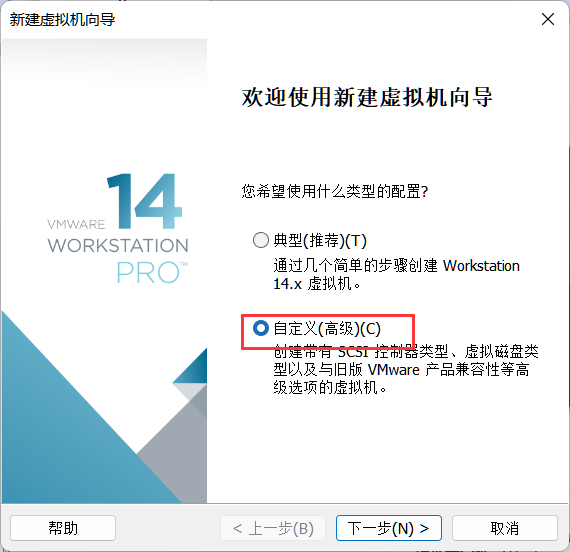 新建虚拟机向导
欢迎使用新建虚拟机向导
您希望使用什么类型的配置?
14
VMWARE
WORKSTATION
PRO™
典型(推荐)(T)
通过几个简单的步骤创建 Workstation
14.x 虚拟机。
自定义(高级)(C)
创建带有 SCSI 控制器类型、虚拟磁盘类
型以及与旧版 VMware 产品兼容性等高
级选项的虚拟机。
帮助
< 上一步(B)
下一步(N) >
取消